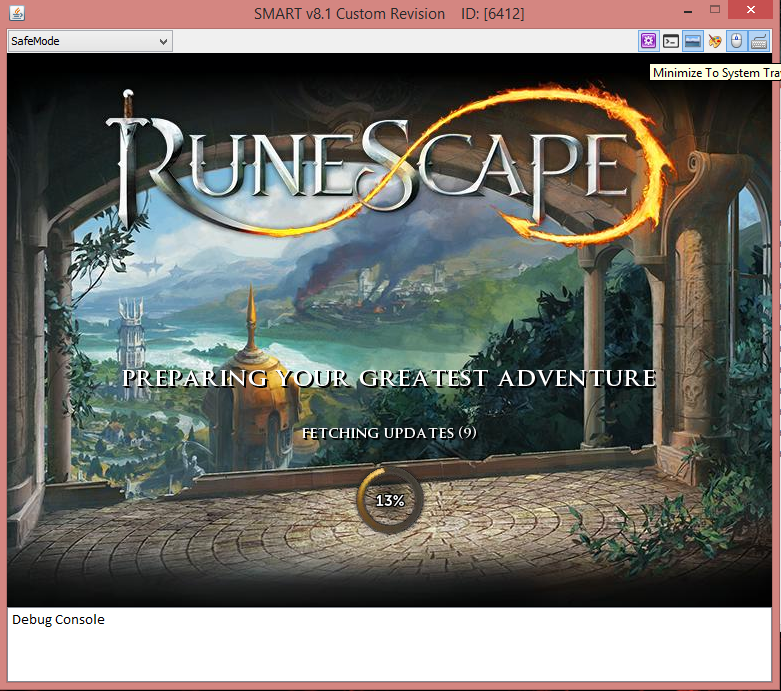 SMART v8.1 Custom Revision ID: [6412]
SafeMode
Minimize To System Tra
RUNESCAPE
PREPARING YOUR GREATEST ADVENTURE
FETCHING UPDATES (9)
13%
Debug Console